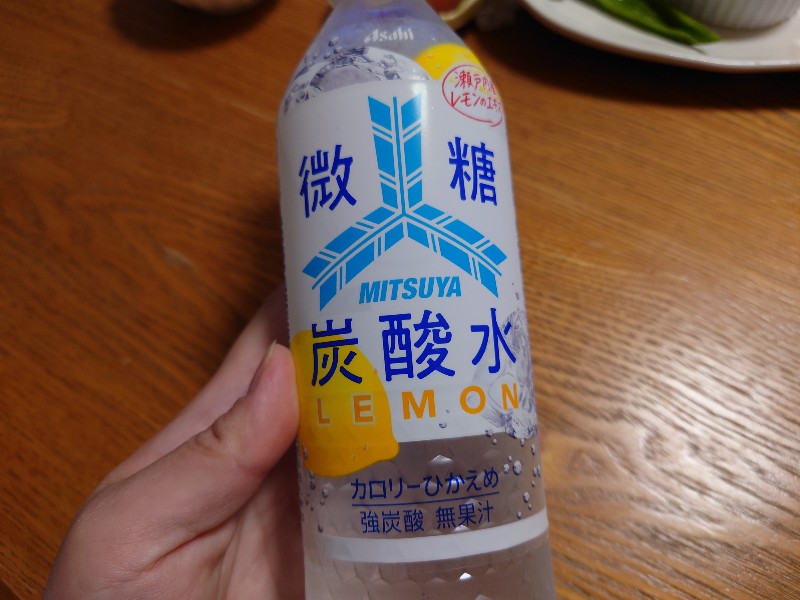 Asahi
瀬戸内産
レモンのエキス
微 糖
MITSUYA
炭酸水
LEMON
カロリーひかえめ
強炭酸 無果汁